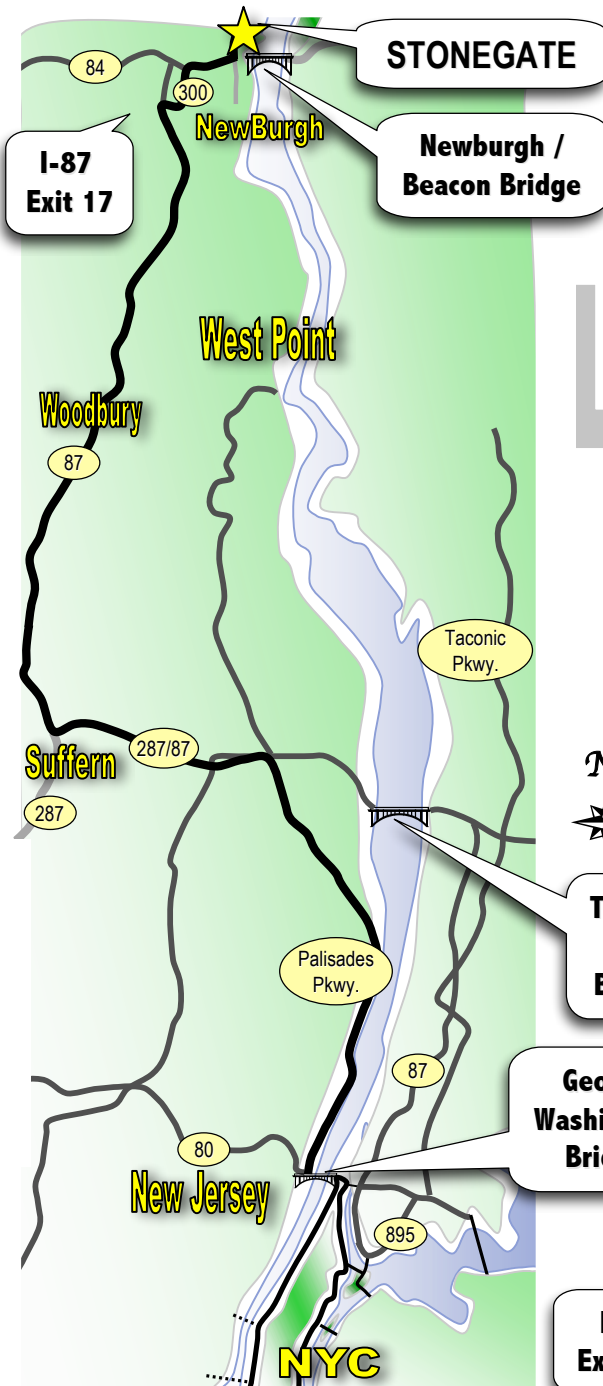 STONEGATE
84
300
NewBurgh
Newburgh /
Beacon Bridge
I-87
Exit 17
West Point
Woodbury
87
Taconic
Pkwy.
287/87
Suffern
287
Palisades
Pkwy.
87
Washi
80
New Jersey
895
NYC